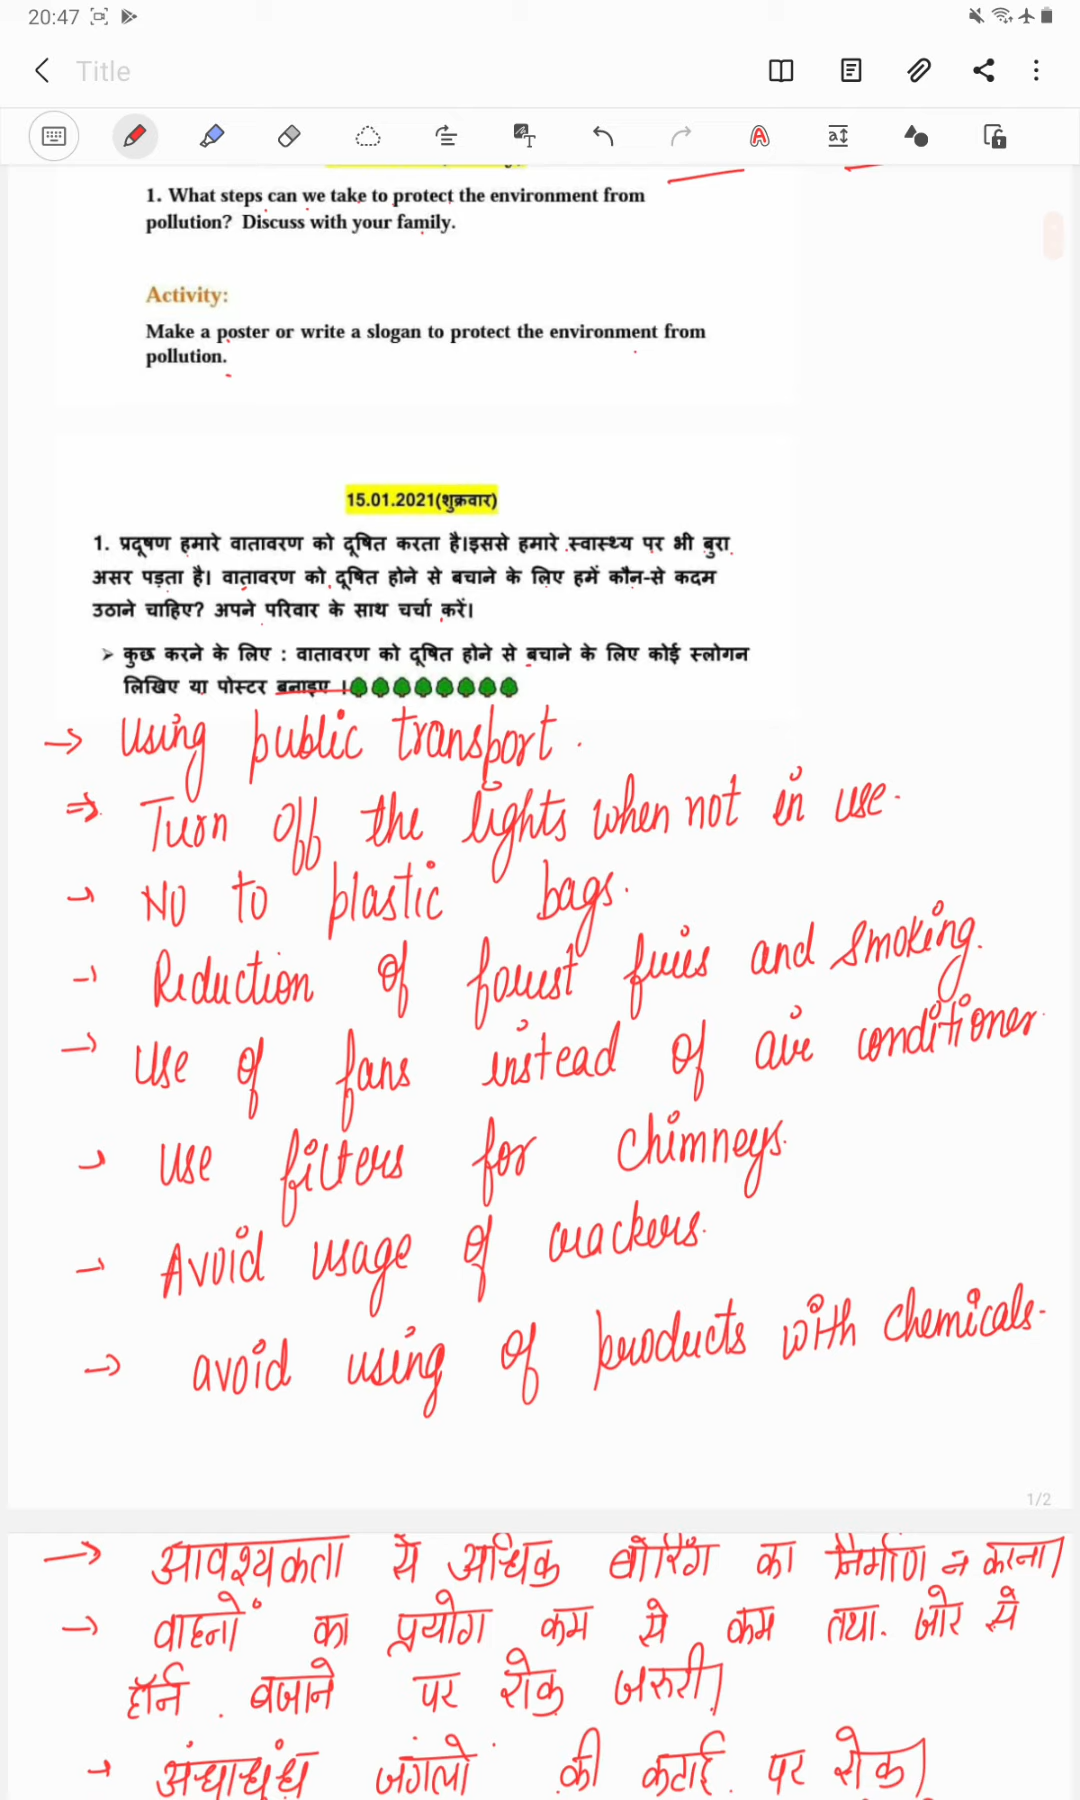 20:47
Title
1. What steps can we take to protect the environment from
pollution? Discuss with your family.
Activity:
Make a poster or write a slogan to protect the environment from
pollution.
15.01.2021(शुक्रवार)
1. प्रदूषण हमारे वातावरण को दूषित करता है।इससे हमारे स्वास्थ्य पर भी बुरा
असर पड़ता है। वातावरण को दूषित होने से बचाने के लिए हमें कौन-से कदम
उठाने चाहिए? अपने परिवार के साथ चर्चा करें।
➢ कुछ करने के लिए : वातावरण को दूषित होने से बचाने के लिए कोई स्लोगन
लिखिए या पोस्टर बनाइए ।
→ Using public transport.
⇒ Turn off the lights when not in use.
→ NO to plastic bags.
→ Reduction of forest fires and smoking.
→ Use of fans instead of air conditioner.
→ use filters for chimneys.
→ Avoid usage of crackers.
→ avoid using of products with chemicals.
1/2
→ आवश्यकता से अधिक बोरिंग का निर्माण न करना।
→ वाहनों का प्रयोग कम से कम तथा जोर से
हॉर्न बजाने पर रोक जरुरी।
→ अंधाधुंध जंगलों की कटाई पर रोक।